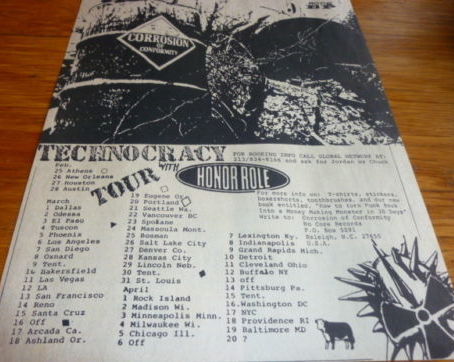 CORROSION
OF CONFORMITY
TECHNOCRACY
TOUR
WITH
HONOR ROLE
FOR BOOKING INFO CALL GLOBAL NETWORK BY:
and ask for Jordan or Chuck
For more info on: T-shirts, stickers,
boxershorts, toothbrushes, and our new
book entitled, "How to Turn Punk Rock
Into a Money Making Monster in 30 Days"
Write to: Corrosion of Conformity
No Core Records
P.O. Box 5091
Raleigh, N.C. 27650
U.S.A.
Feb.
25 Athens
26 New Orleans
27 Houston
28 Austin
March
1 Dallas
2 Odessa
3 El Paso
4 Tuscon
5 Phoenix
6 Los Angeles
7 San Diego
8 Oxnard
9 Tent.
10 Bakersfield
11 Las Vegas
12 LA
13 San Francisco
14 Reno
15 Santa Cruz
16 Off
17 Arcada Ca.
18 Ashland Or.
19 Eugene Ore.
20 Portland
21 Seattle Wa.
22 Vancouver BC
23 Spokane
24 Massoula Mont.
25 Boseman
26 Salt Lake City
27 Denver Co.
28 Kansas City
29 Lincoln Neb.
30 Tent.
31 St. Louis
April
1 Rock Island
2 Madison Wi.
3 Minneapolis Minn.
4 Milwaukee Wi.
5 Chicago Ill.
6 Off
7 Lexington Ky.
8 Indianapolis
9 Grand Rapids Mich.
10 Detroit
11 Cleveland Ohio
12 Buffalo NY
13 off
14 Pittsburg Pa.
15 Tent.
16 Washington DC
17 NYC
18 Providence RI
19 Baltimore MD
20 ?